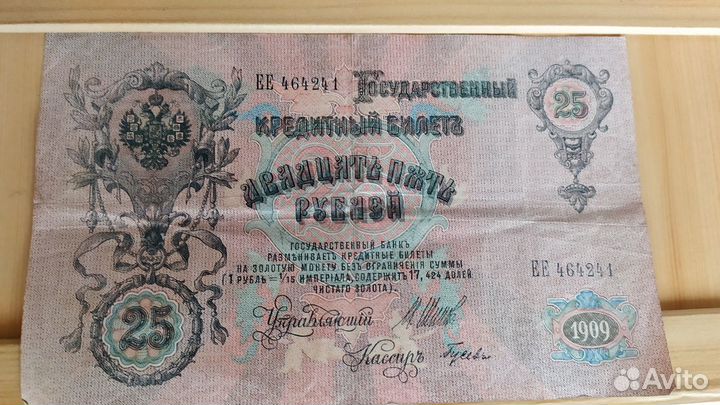 ЕЕ 464241
Государственный
25
Кредитный Билетъ
Двадцать пять
рублей
Государственный Банкъ
размѣниваетъ кредитные билеты
на золотую монету безъ ограниченія суммы
(1 рубль = 1/15 имперіала, содержитъ 17,424 долей
чистаго золота).
ЕЕ 464241
25
Управляющій
1909
Кассиръ
Avito